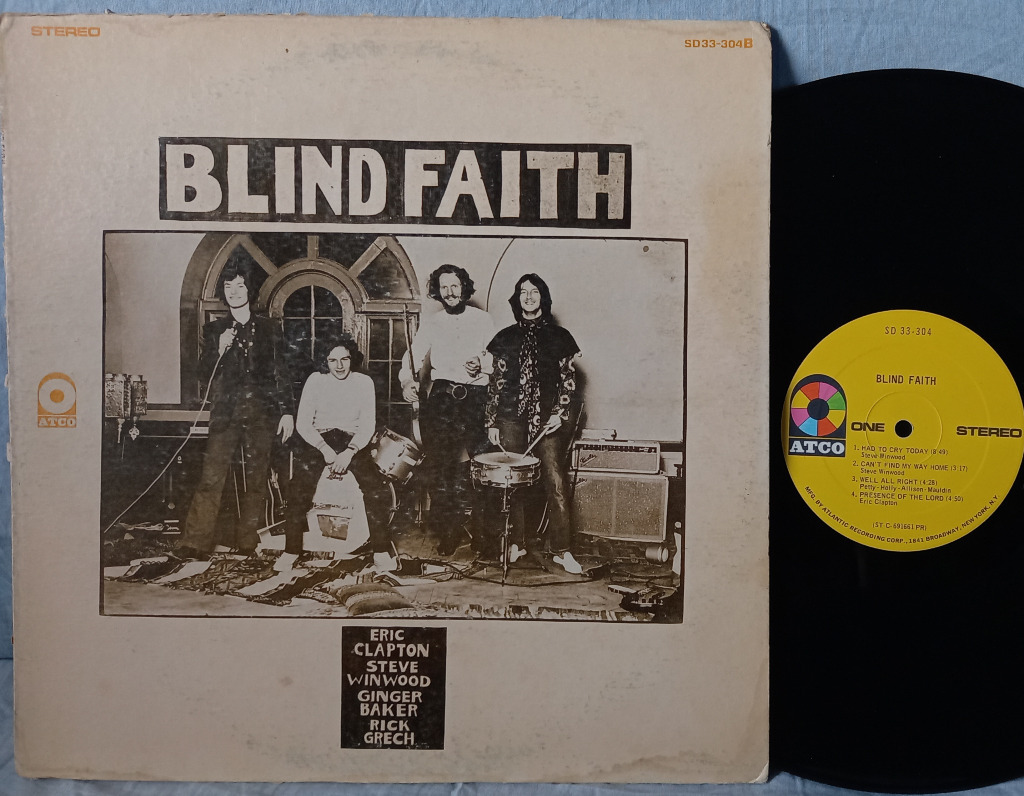 STEREO
SD33-304B
BLIND FAITH
ATCO
ERIC
CLAPTON
STEVE
WINWOOD
GINGER
BAKER
RICK
GRECH
SD 33-304
BLIND FAITH
ATCO
ONE
STEREO
1. HAD TO CRY TODAY (8:49)
Steve Winwood
2. CAN'T FIND MY WAY HOME (3:17)
Steve Winwood
3. WELL ALL RIGHT (4:28)
Petty-Holly-Allison-Mauldin
4. PRESENCE OF THE LORD (4:50)
Eric Clapton
(ST C-691661 PR)
MFG. BY ATLANTIC RECORDING CORP., 1841 BROADWAY, NEW YORK, N.Y.